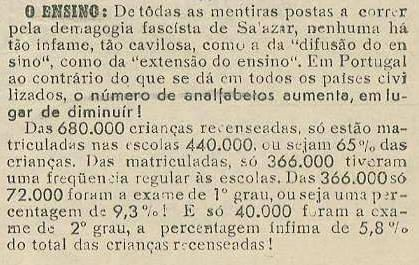 O ENSINO: De tôdas as mentiras postas a correr
pela demagogia fascista de Sa'azar, nenhuma há
tão infame, tão cavilosa, como a da "difusão do en
sino", como da "extensão do ensino". Em Portugal
ao contrário do que se dá em todos os países civi
lizados, o número de analfabetos aumenta, em lu-
gar de diminuír!
Das 680.000 crianças recenseadas, só estão ma-
triculadas nas escolas 440.000, ou sejam 65% das
crianças. Das matriculadas, só 366.000 tiveram
uma freqüencia regular às escolas. Das 366.000 só
72.000 foram a exame de 1º grau, ou seja uma per-
centagem de 9,3%! E só 40.000 foram a exa-
me de 2º grau, a percentagem ínfima de 5,8%
do total das crianças recenseadas!